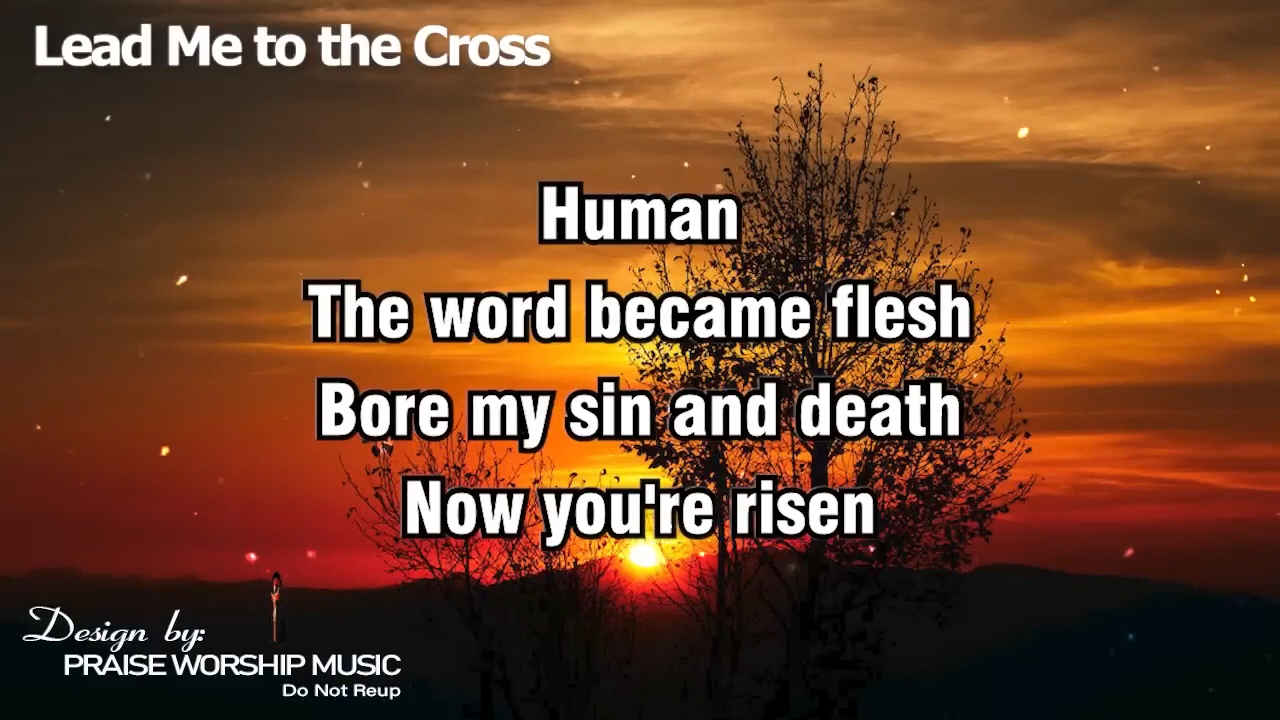 Lead Me to the Cross
Human
The word became flesh
Bore my sin and death
Now you're risen
Design by:
PRAISE WORSHIP MUSIC
Do Not Reup